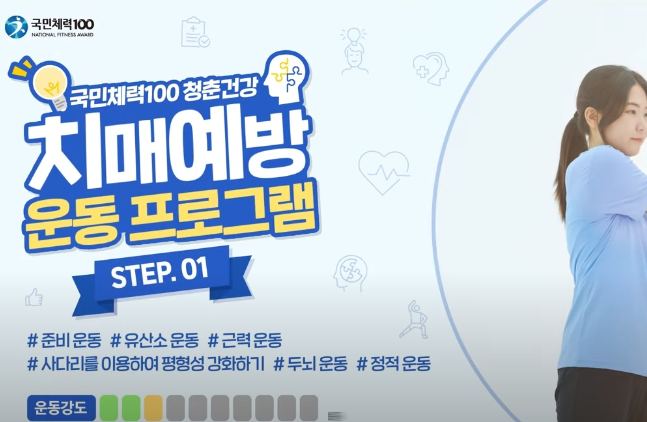 국민체력100
NATIONAL FITNESS AWARD
국민체력100 청춘건강
치매예방
운동 프로그램
STEP. 01
# 준비 운동 # 유산소 운동 # 근력 운동
# 사다리를 이용하여 평형성 강화하기 # 두뇌 운동 # 정적 운동
운동강도